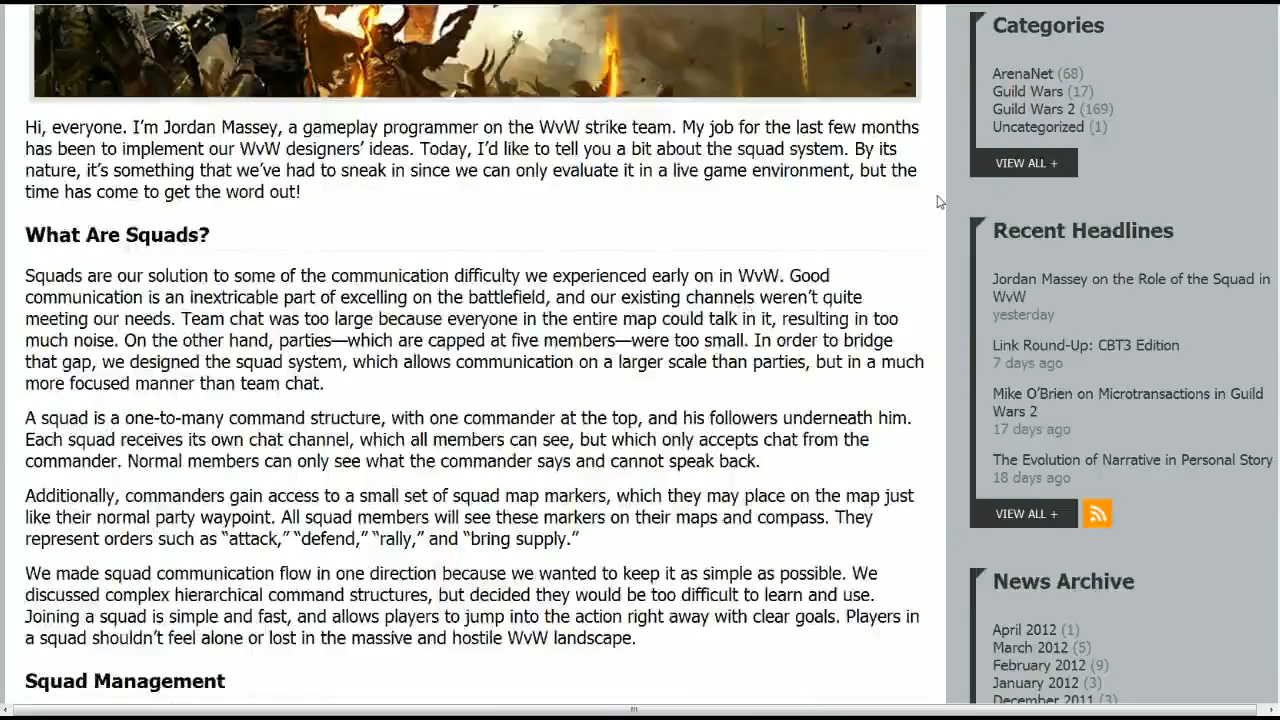 Hi, everyone. I’m Jordan Massey, a gameplay programmer on the WvW strike team. My job for the last few months
has been to implement our WvW designers’ ideas. Today, I’d like to tell you a bit about the squad system. By its
nature, it’s something that we’ve had to sneak in since we can only evaluate it in a live game environment, but the
time has come to get the word out!
What Are Squads?
Squads are our solution to some of the communication difficulty we experienced early on in WvW. Good
communication is an inextricable part of excelling on the battlefield, and our existing channels weren’t quite
meeting our needs. Team chat was too large because everyone in the entire map could talk in it, resulting in too
much noise. On the other hand, parties—which are capped at five members—were too small. In order to bridge
that gap, we designed the squad system, which allows communication on a larger scale than parties, but in a much
more focused manner than team chat.
A squad is a one-to-many command structure, with one commander at the top, and his followers underneath him.
Each squad receives its own chat channel, which all members can see, but which only accepts chat from the
commander. Normal members can only see what the commander says and cannot speak back.
Additionally, commanders gain access to a small set of squad map markers, which they may place on the map just
like their normal party waypoint. All squad members will see these markers on their maps and compass. They
represent orders such as “attack,” “defend,” “rally,” and “bring supply.”
We made squad communication flow in one direction because we wanted to keep it as simple as possible. We
discussed complex hierarchical command structures, but decided they would be too difficult to learn and use.
Joining a squad is simple and fast, and allows players to jump into the action right away with clear goals. Players in
a squad shouldn’t feel alone or lost in the massive and hostile WvW landscape.
Squad Management
Categories
ArenaNet (68)
Guild Wars (17)
Guild Wars 2 (169)
Uncategorized (1)
VIEW ALL +
Recent Headlines
Jordan Massey on the Role of the Squad in
WvW
yesterday
Link Round-Up: CBT3 Edition
7 days ago
Mike O’Brien on Microtransactions in Guild
Wars 2
17 days ago
The Evolution of Narrative in Personal Story
18 days ago
VIEW ALL +
News Archive
April 2012 (1)
March 2012 (5)
February 2012 (9)
January 2012 (3)
December 2011 (3)